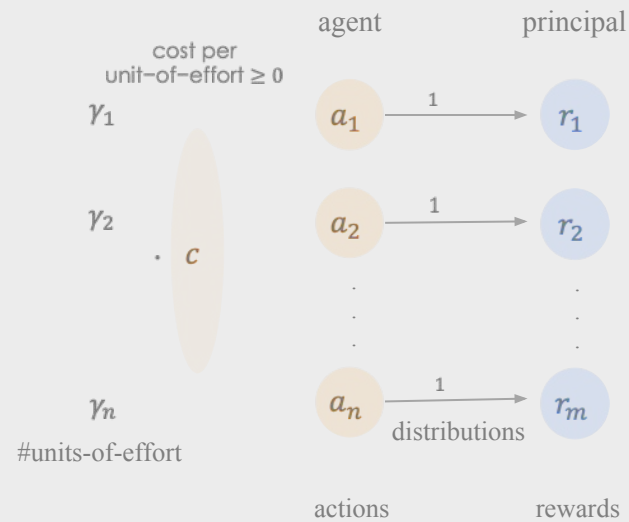 agent principal
cost per
unit-of-effort ≥ 0
γ₁ a₁ 1 r₁
γ₂ a₂ 1 r₂
· c
γₙ aₙ 1 rₘ
distributions
#units-of-effort
actions rewards